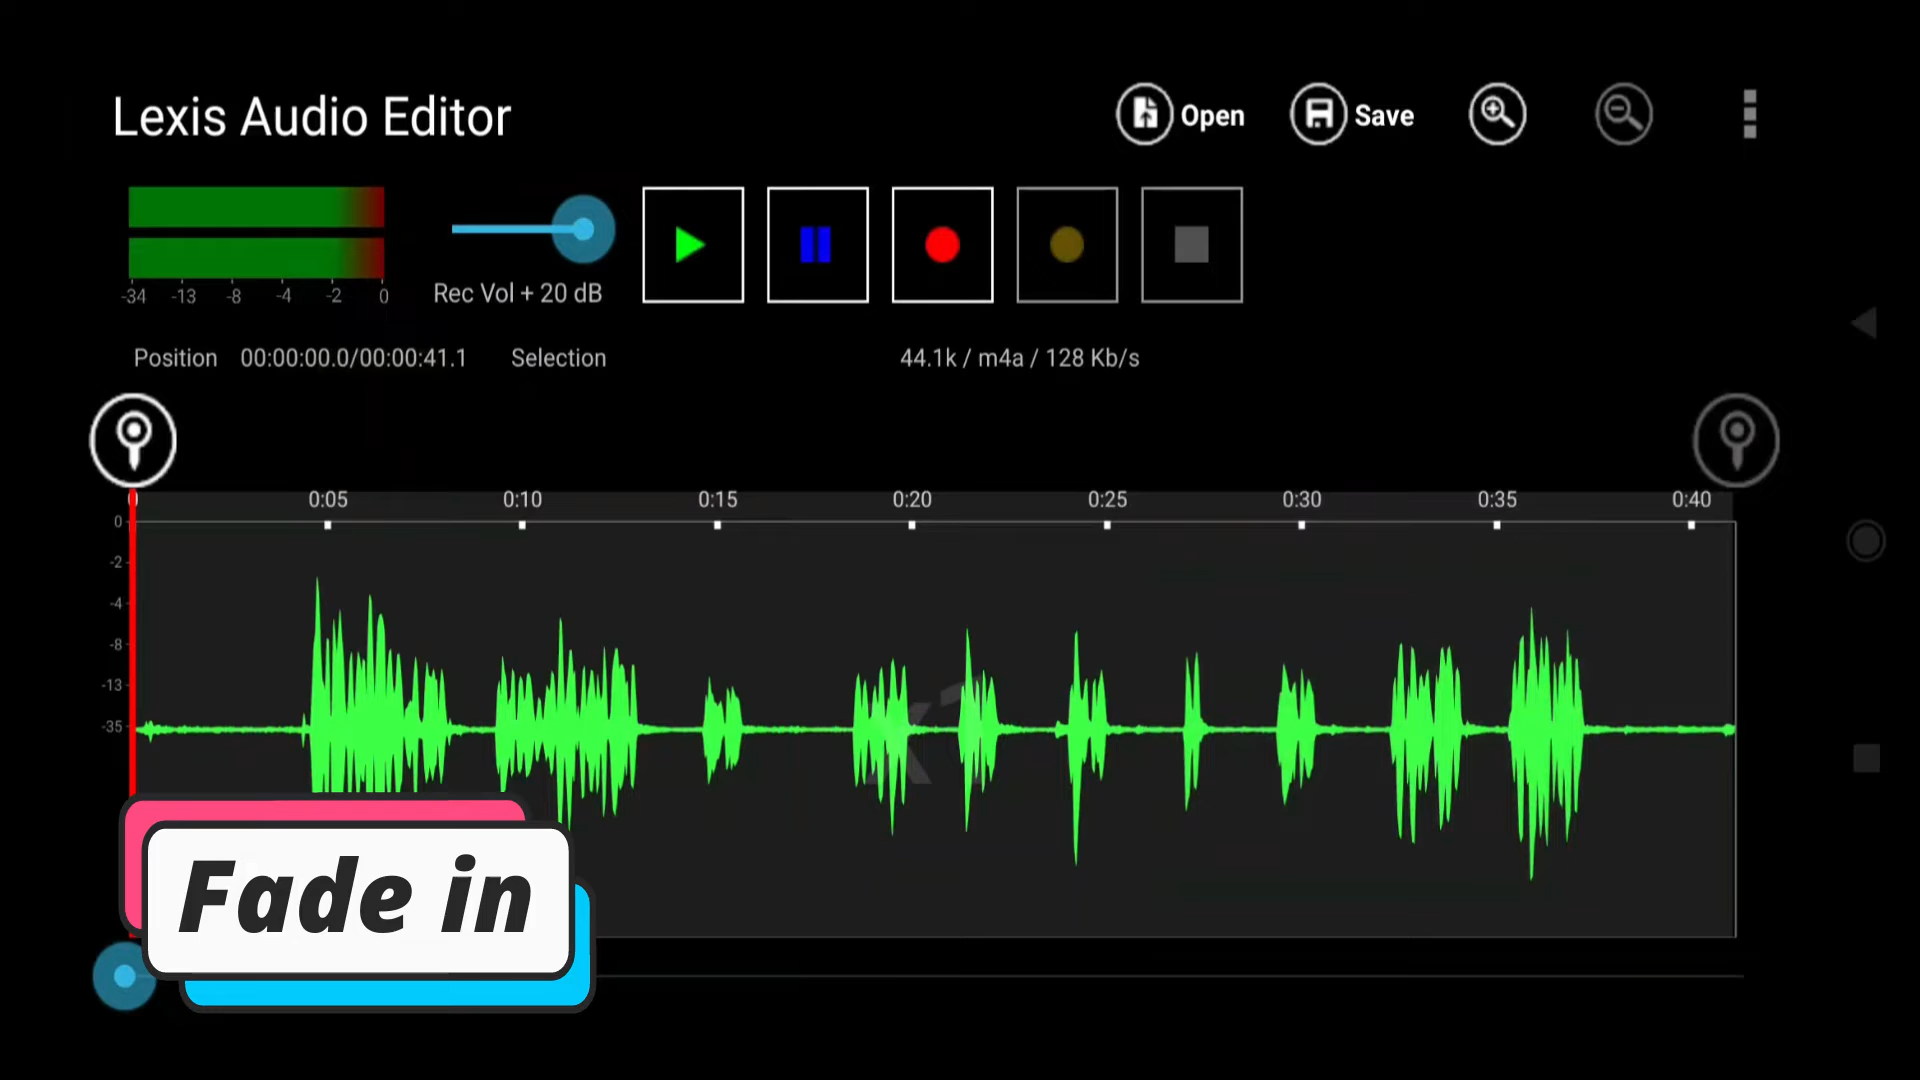 Lexis Audio Editor
Open
Save
-34 -13 -8 -4 -2 0
Rec Vol + 20 dB
Position 00:00:00.0/00:00:41.1 Selection 44.1k / m4a / 128 Kb/s
0:05 0:10 0:15 0:20 0:25 0:30 0:35 0:40
0
-2
-4
-8
-13
-35
Fade in